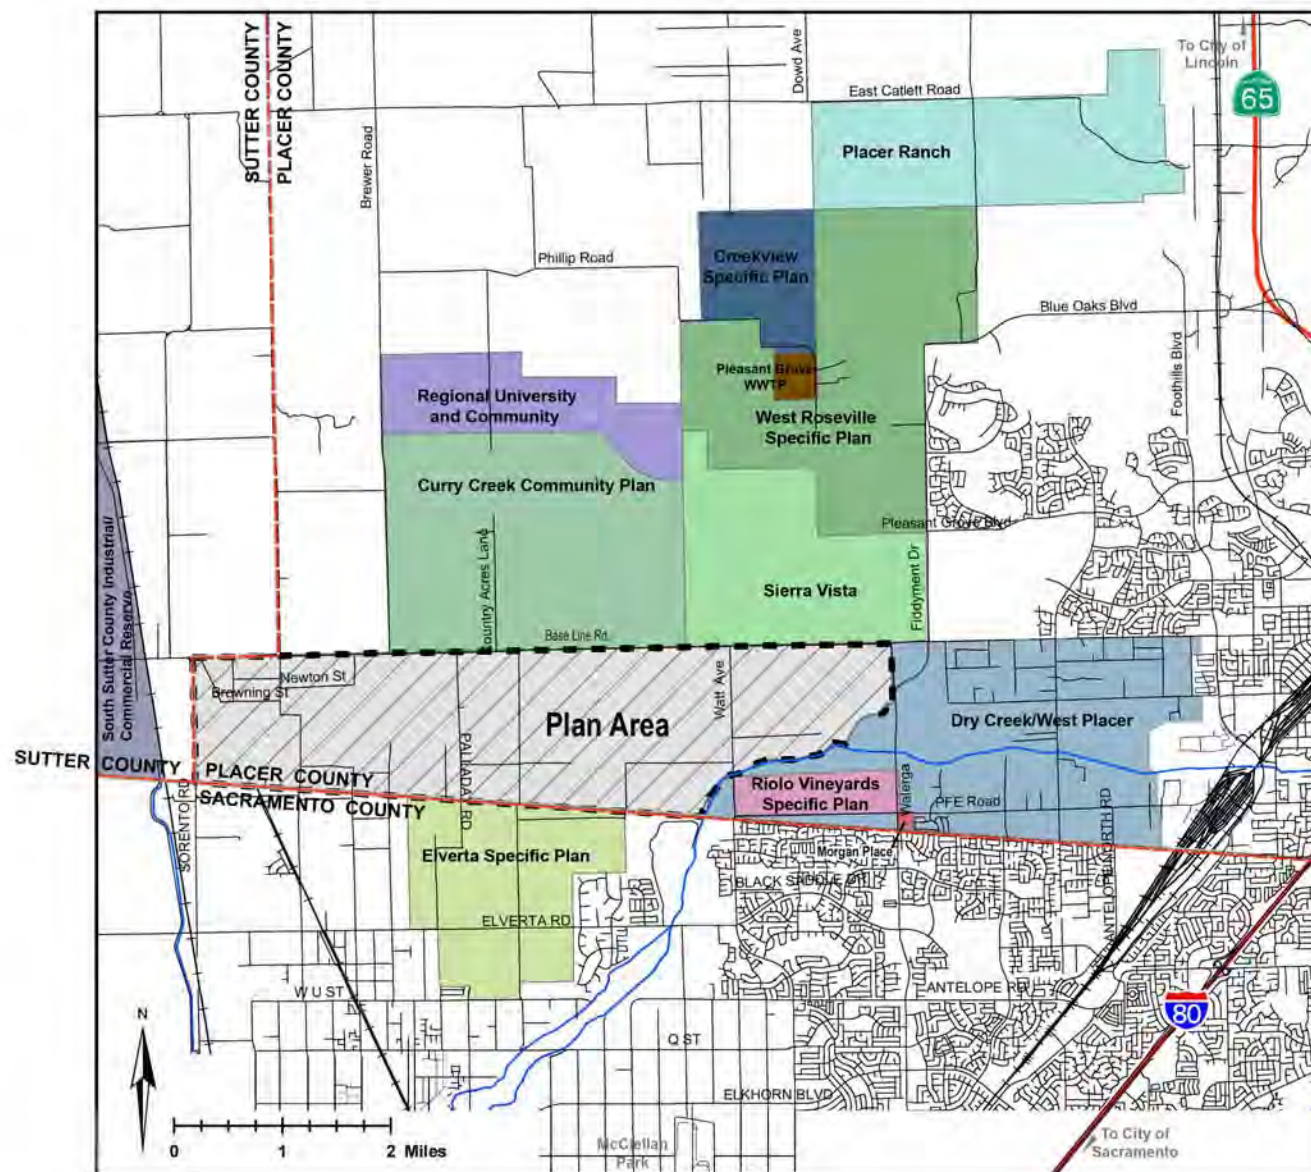 SUTTER COUNTY
PLACER COUNTY
Dowd Ave
To City of
Lincoln
65
East Catlett Road
Placer Ranch
Brewer Road
Phillip Road
Creekview
Specific Plan
Blue Oaks Blvd
Foothills Blvd
Pleasant Grove
WWTP
Regional University
and Community
West Roseville
Specific Plan
Curry Creek Community Plan
Pleasant Grove Blvd
Country Acres Land
Sierra Vista
Fiddyment Dr
South Sutter County Industrial/
Commercial Reserve
Base Line Rd
Newton St
Browning St
Watt Ave
Plan Area
Dry Creek/West Placer
PALLADAY RD
SUTTER COUNTY
PLACER COUNTY
SACRAMENTO COUNTY
Riolo Vineyards
Specific Plan
Walerga
PFE Road
SORENTO RD
Elverta Specific Plan
Morgan Place
BLACK SADDLE DR
ELVERTA RD
W U ST
ANTELOPE RD
80
N
Q ST
ELKHORN BLVD
0 1 2 Miles
McClellan
Park
To City of
Sacramento